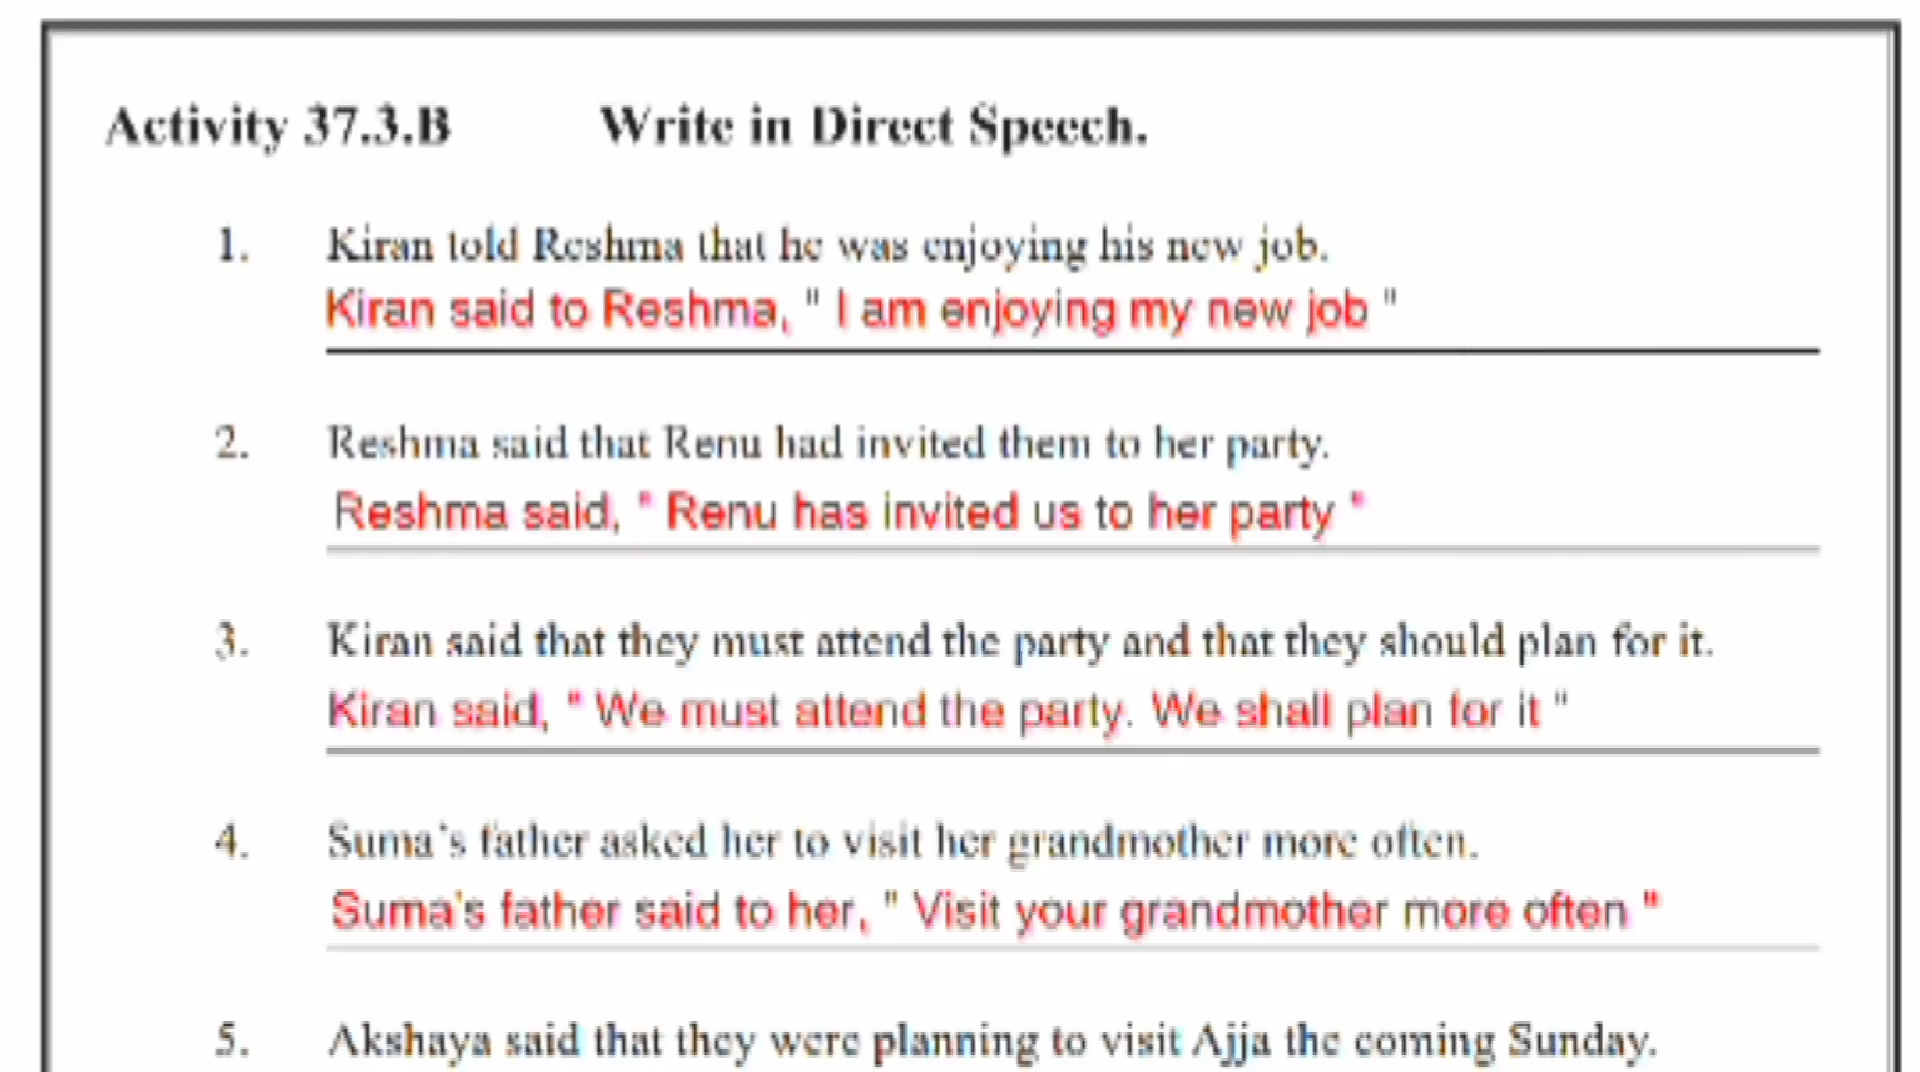 Activity 37.3.B Write in Direct Speech.
1. Kiran told Reshma that he was enjoying his new job.
Kiran said to Reshma, " I am enjoying my new job "
2. Reshma said that Renu had invited them to her party.
Reshma said, " Renu has invited us to her party "
3. Kiran said that they must attend the party and that they should plan for it.
Kiran said, " We must attend the party. We shall plan for it "
4. Suma's father asked her to visit her grandmother more often.
Suma's father said to her, " Visit your grandmother more often "
5. Akshaya said that they were planning to visit Ajja the coming Sunday.